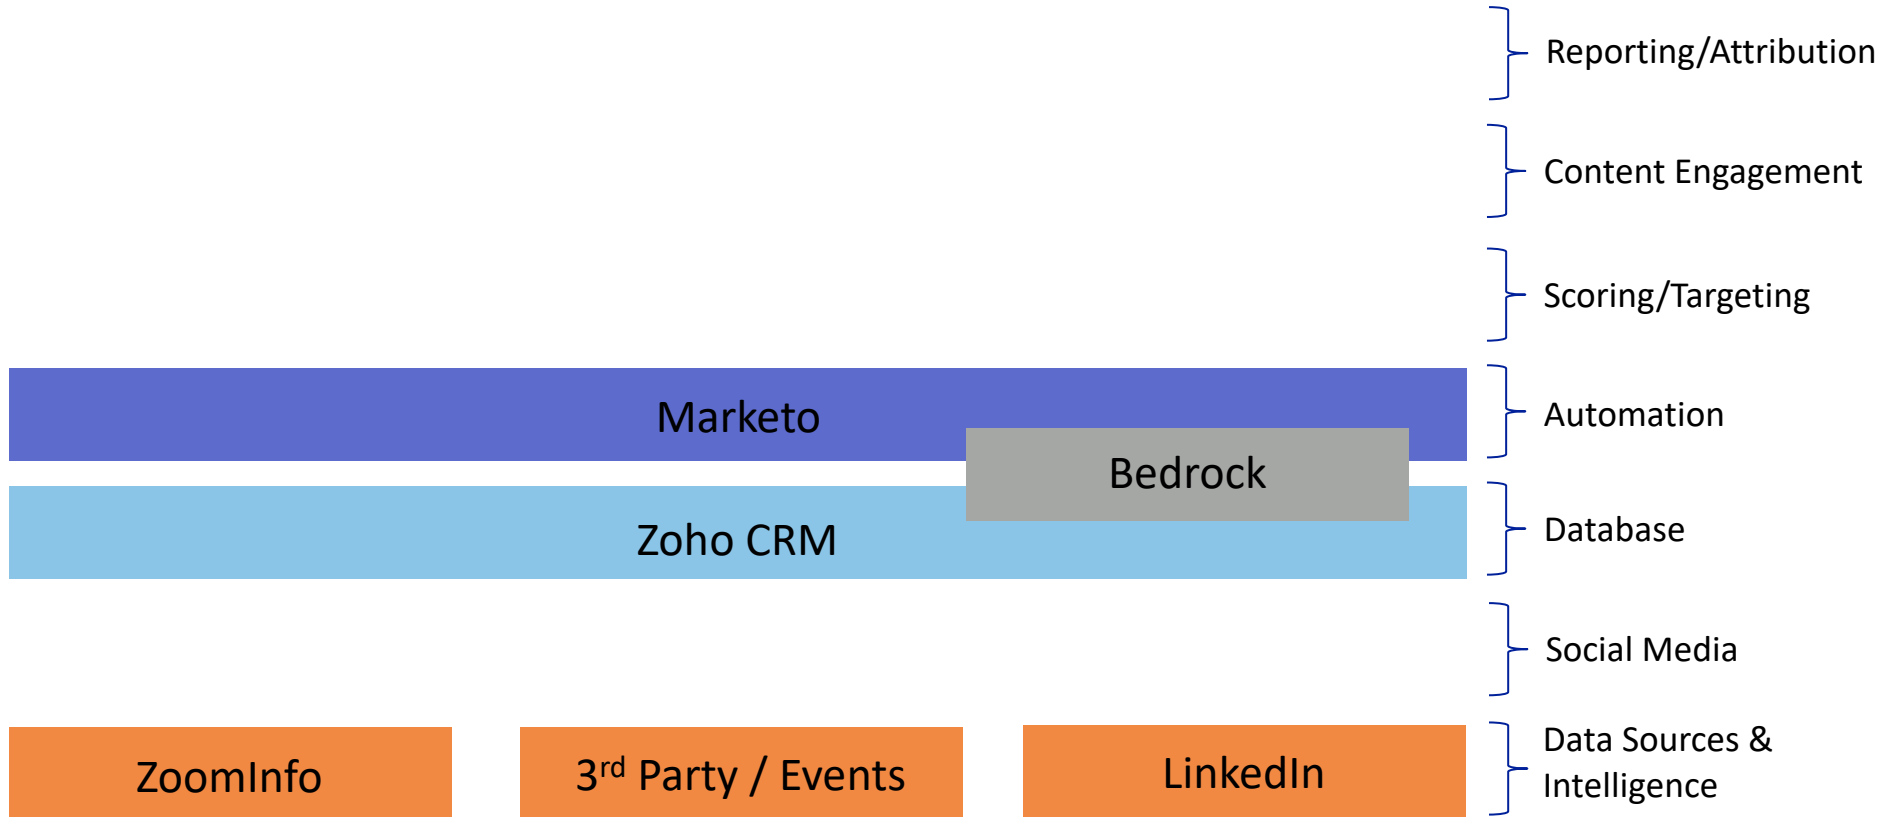 Reporting/Attribution
Content Engagement
Scoring/Targeting
Marketo
Automation
Bedrock
Zoho CRM
Database
Social Media
ZoomInfo
3rd Party / Events
LinkedIn
Data Sources &
Intelligence